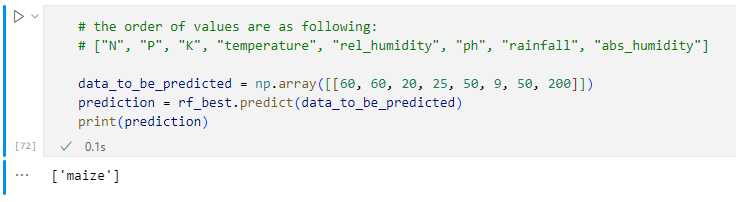 # the order of values are as following:
# ["N", "P", "K", "temperature", "rel_humidity", "ph", "rainfall", "abs_humidity"]
data_to_be_predicted = np.array([[60, 60, 20, 25, 50, 9, 50, 200]])
prediction = rf_best.predict(data_to_be_predicted)
print(prediction)
[72]
0.1s
... ['maize']